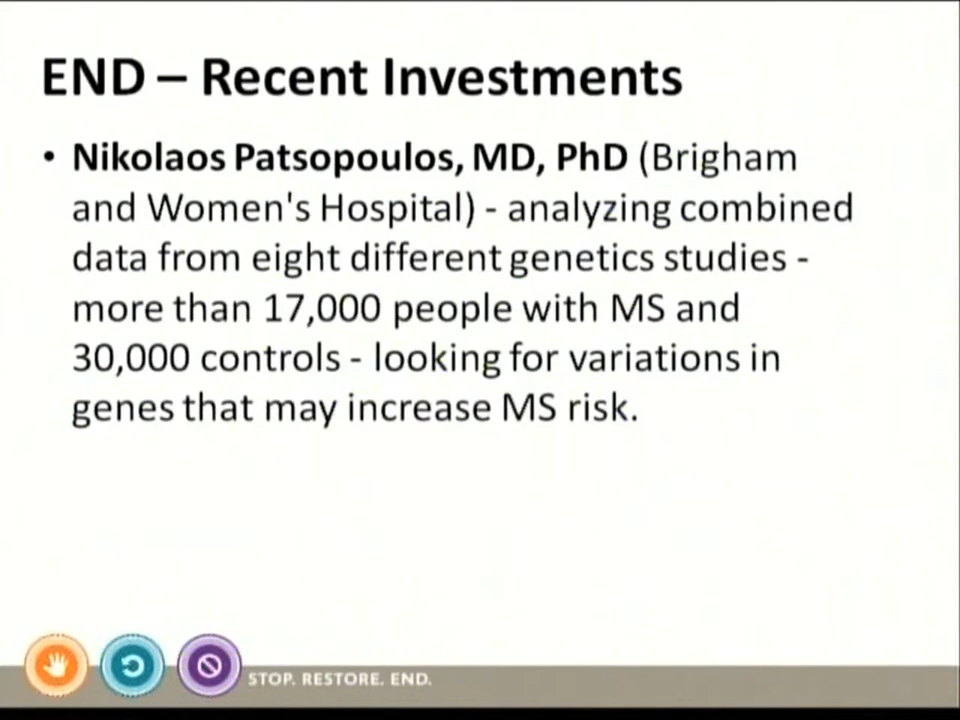 END – Recent Investments
• Nikolaos Patsopoulos, MD, PhD (Brigham
and Women's Hospital) - analyzing combined
data from eight different genetics studies -
more than 17,000 people with MS and
30,000 controls - looking for variations in
genes that may increase MS risk.
STOP. RESTORE. END.